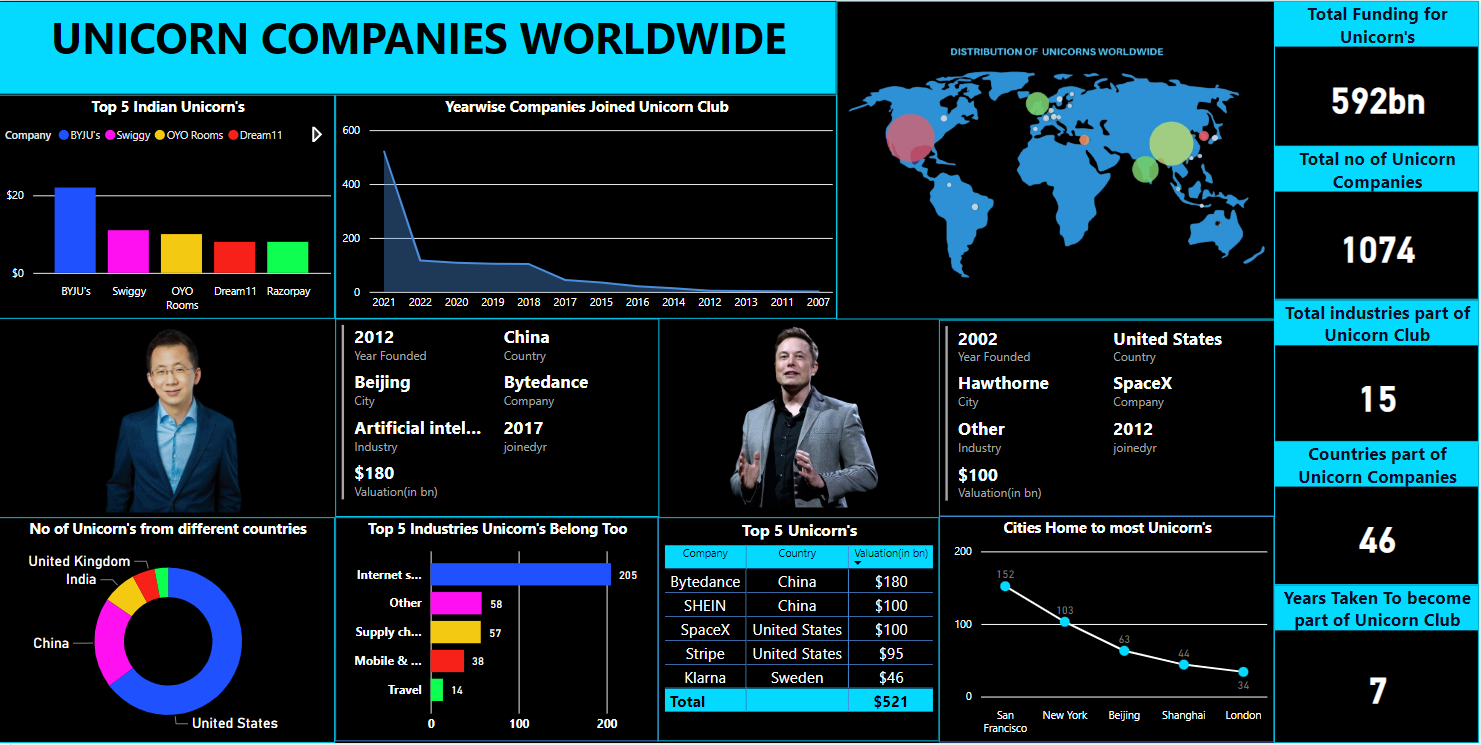 UNICORN COMPANIES WORLDWIDE
Top 5 Indian Unicorn's
Company BYJU's Swiggy OYO Rooms Dream11
$20
$0
BYJU's Swiggy OYO Rooms Dream11 Razorpay
Yearwise Companies Joined Unicorn Club
600
400
200
0
2021 2022 2020 2019 2018 2017 2015 2016 2014 2012 2013 2011 2007
DISTRIBUTION OF UNICORNS WORLDWIDE
Total Funding for
Unicorn's
592bn
Total no of Unicorn
Companies
1074
Total industries part of
Unicorn Club
15
Countries part of
Unicorn Companies
46
Years Taken To become
part of Unicorn Club
7
2012 China
Year Founded Country
Beijing Bytedance
City Company
Artificial intel... 2017
Industry joinedyr
$180
Valuation(in bn)
2002 United States
Year Founded Country
Hawthorne SpaceX
City Company
Other 2012
Industry joinedyr
$100
Valuation(in bn)
No of Unicorn's from different countries
United Kingdom
India
China
United States
Top 5 Industries Unicorn's Belong Too
Internet s... 205
Other 58
Supply ch... 57
Mobile & ... 38
Travel 14
0 100 200
Top 5 Unicorn's
Company Country Valuation(in bn)
Bytedance China $180
SHEIN China $100
SpaceX United States $100
Stripe United States $95
Klarna Sweden $46
Total $521
Cities Home to most Unicorn's
200
152
103
100
63
44
34
0
San Francisco New York Beijing Shanghai London